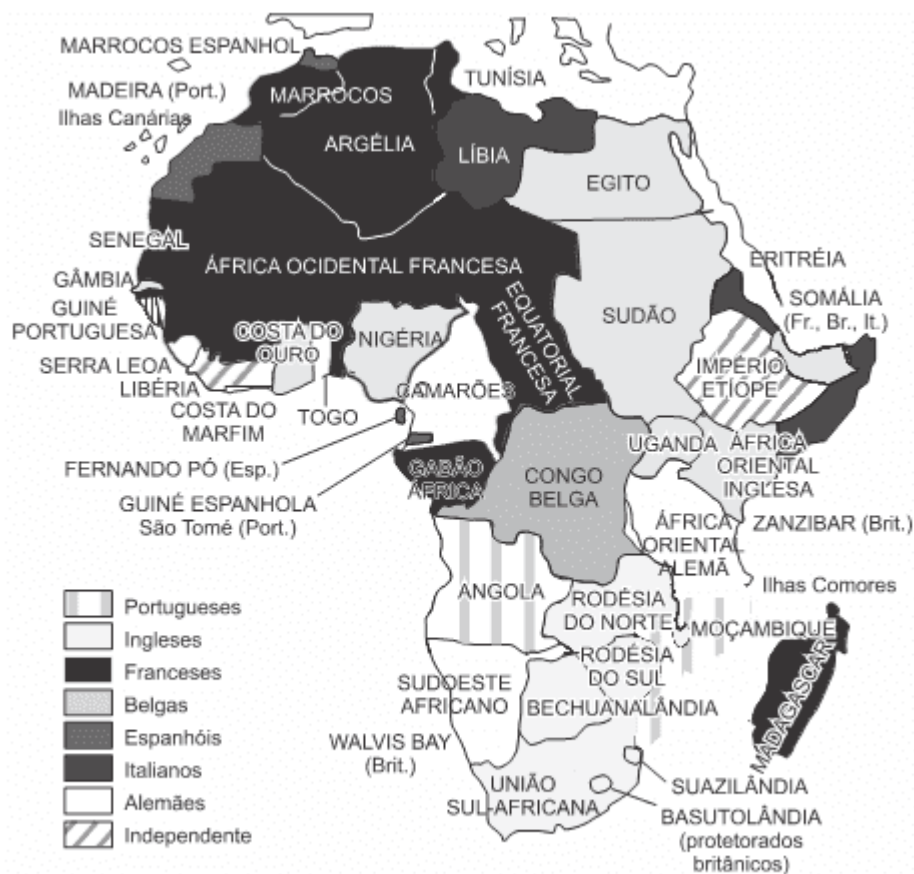 MARROCOS ESPANHOL
MADEIRA (Port.)
Ilhas Canárias
MARROCOS
TUNÍSIA
ARGÉLIA
LÍBIA
EGITO
SENEGAL
ÁFRICA OCIDENTAL FRANCESA
ERITRÉIA
GÂMBIA
GUINÉ
PORTUGUESA
SOMÁLIA
(Fr., Br., It.)
EQUATORIAL
FRANCESA
SUDÃO
COSTA DO
OURO
NIGÉRIA
SERRA LEOA
LIBÉRIA
IMPÉRIO
ETÍOPE
CAMARÕES
COSTA DO
MARFIM
TOGO
UGANDA
ÁFRICA
ORIENTAL
INGLESA
FERNANDO PÓ (Esp.)
GABÃO
ÁFRICA
CONGO
BELGA
GUINÉ ESPANHOLA
São Tomé (Port.)
ÁFRICA
ORIENTAL
ALEMÃ
ZANZIBAR (Brit.)
Ilhas Comores
ANGOLA
RODÉSIA
DO NORTE
MOÇAMBIQUE
RODÉSIA
DO SUL
SUDOESTE
AFRICANO
BECHUANALÂNDIA
MADAGASCAR
WALVIS BAY
(Brit.)
UNIÃO
SUL-AFRICANA
SUAZILÂNDIA
BASUTOLÂNDIA
(protetorados
britânicos)
Portugueses
Ingleses
Franceses
Belgas
Espanhóis
Italianos
Alemães
Independente